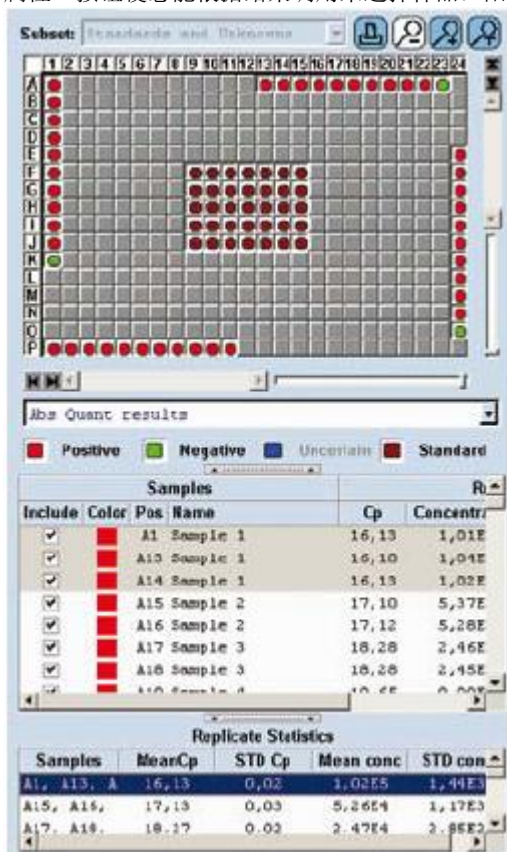 Subset: Standards and Unknowns
1 2 3 4 5 6 7 8 9 10 11 12 13 14 15 16 17 18 19 20 21 22 23 24
A
B
C
D
E
F
G
H
I
J
K
L
M
N
O
P
Abs Quant results
Positive Negative Uncertain Standard
Samples
Include Color Pos Name Cp Concentra
A1 Sample 1 16,13 1,01E
A13 Sample 1 16,10 1,04E
A14 Sample 1 16,13 1,02E
A15 Sample 2 17,10 5,37E
A16 Sample 2 17,12 5,28E
A17 Sample 3 18,28 2,46E
A18 Sample 3 18,28 2,45E
Replicate Statistics
Samples MeanCp STD Cp Mean conc STD con
A1, A13, A 16,13 0,02 1,02E5 1,44E3
A15, A16, 17,13 0,03 5,26E4 1,17E3
A17, A18, 18,17 0,02 2,47E4